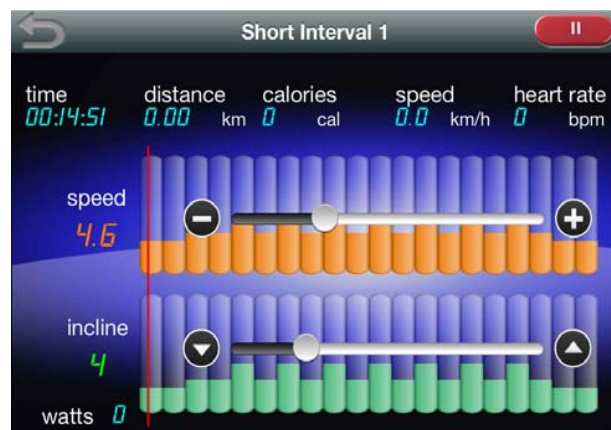 Short Interval 1
time distance calories speed heart rate
00:14:51 0.00 km 0 cal 0.0 km/h 0 bpm
speed
4.6
incline
4
watts 0